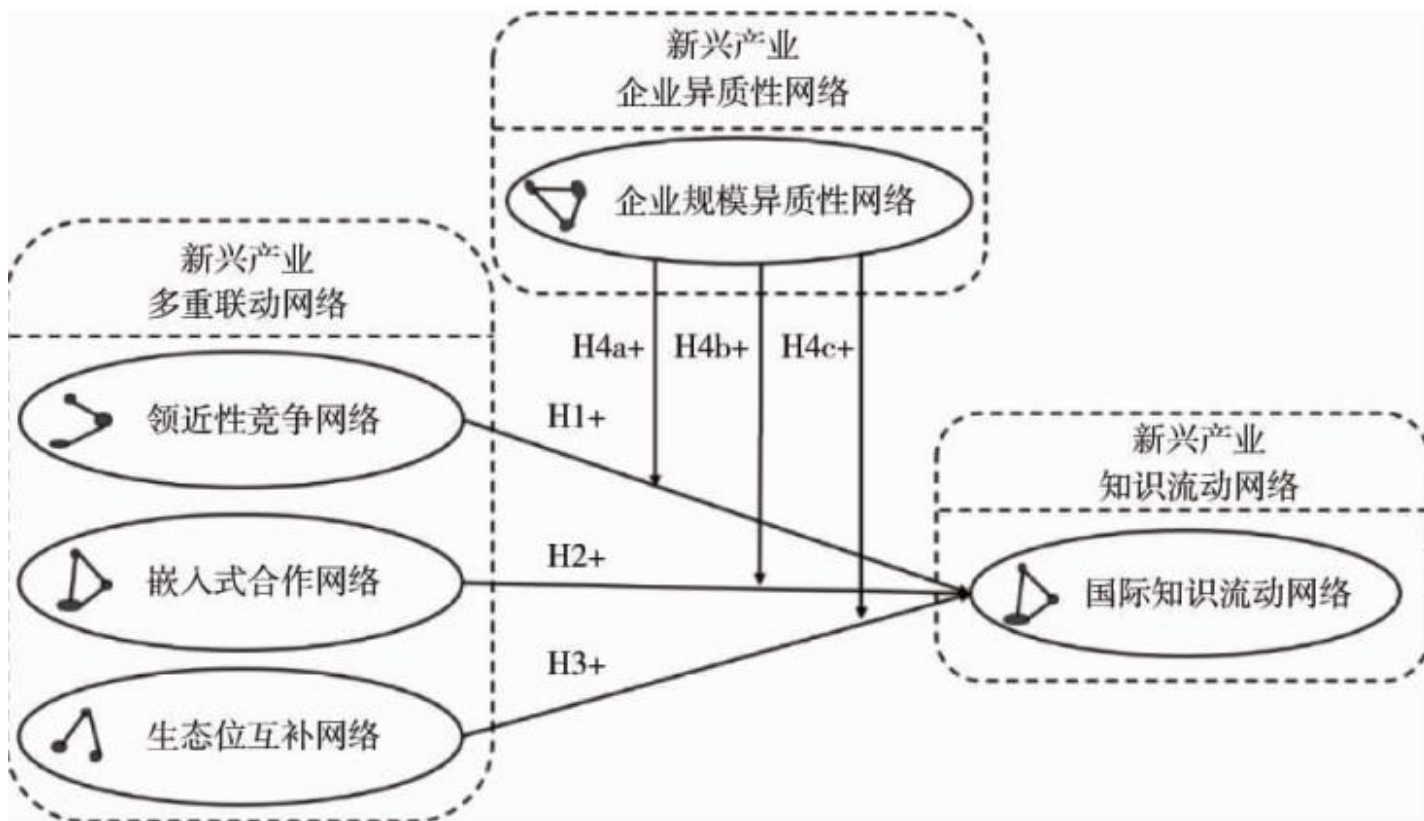 新兴产业
企业异质性网络
企业规模异质性网络
新兴产业
多重联动网络
H4a+
H4b+
H4c+
领近性竞争网络
H1+
新兴产业
知识流动网络
嵌入式合作网络
H2+
国际知识流动网络
H3+
生态位互补网络